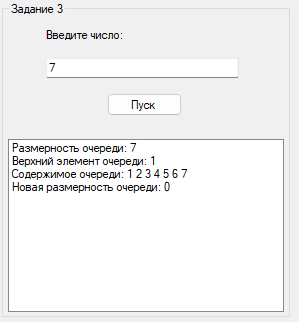 Задание 3
Введите число:
7
Пуск
Размерность очереди: 7
Верхний элемент очереди: 1
Содержимое очереди: 1 2 3 4 5 6 7
Новая размерность очереди: 0